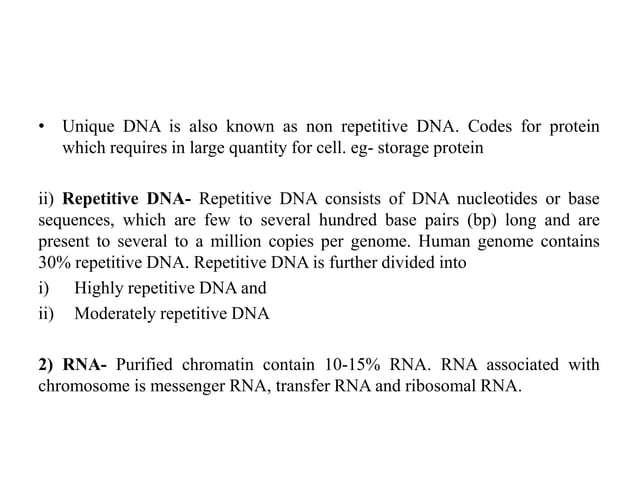 • Unique DNA is also known as non repetitive DNA. Codes for protein
which requires in large quantity for cell. eg- storage protein
ii) Repetitive DNA- Repetitive DNA consists of DNA nucleotides or base
sequences, which are few to several hundred base pairs (bp) long and are
present to several to a million copies per genome. Human genome contains
30% repetitive DNA. Repetitive DNA is further divided into
i) Highly repetitive DNA and
ii) Moderately repetitive DNA
2) RNA- Purified chromatin contain 10-15% RNA. RNA associated with
chromosome is messenger RNA, transfer RNA and ribosomal RNA.